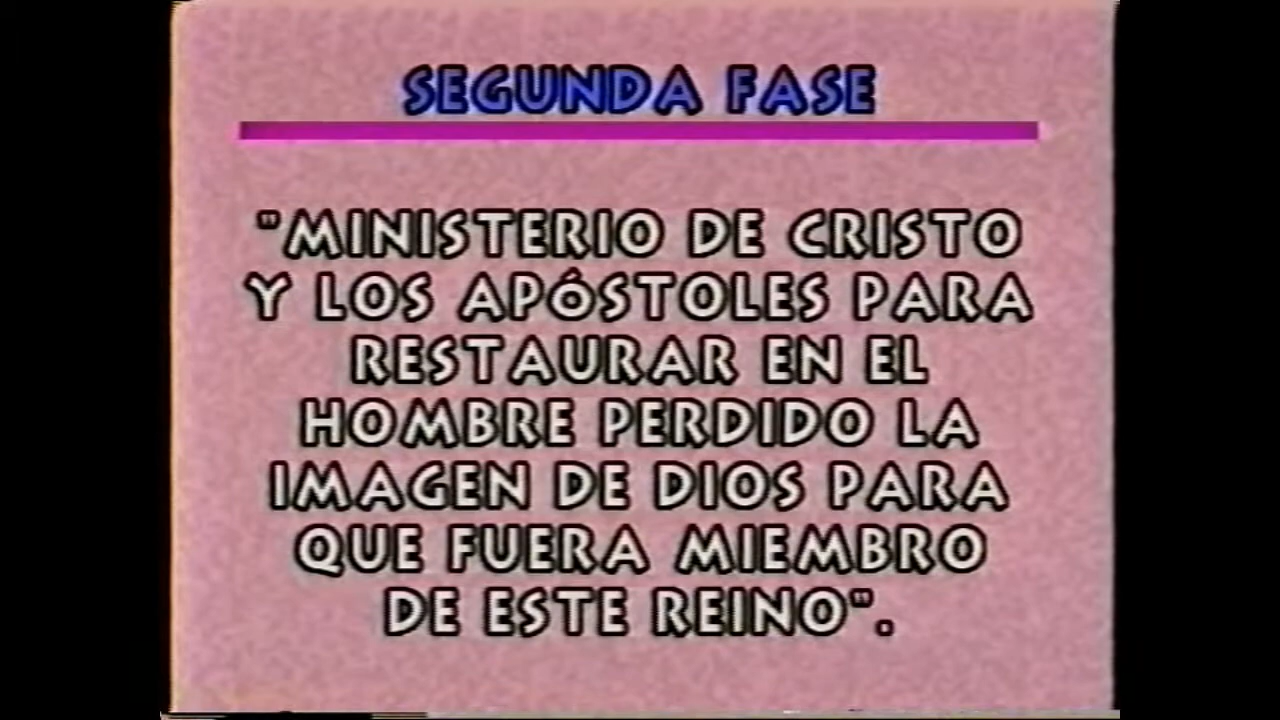 SEGUNDA FASE
"MINISTERIO DE CRISTO
Y LOS APÓSTOLES PARA
RESTAURAR EN EL
HOMBRE PERDIDO LA
IMAGEN DE DIOS PARA
QUE FUERA MIEMBRO
DE ESTE REINO".